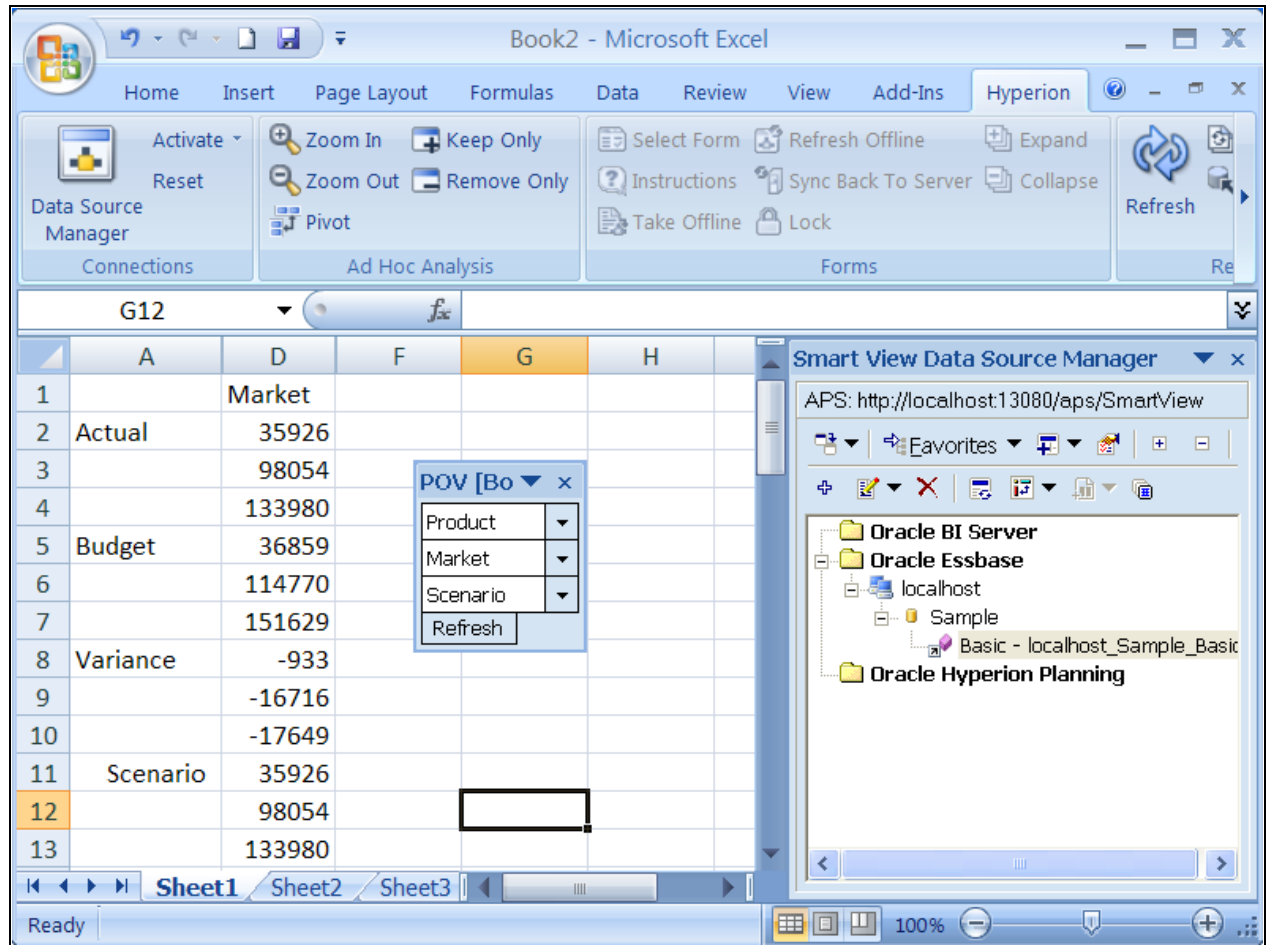 Book2 - Microsoft Excel
Home Insert Page Layout Formulas Data Review View Add-Ins Hyperion
Activate Zoom In Keep Only Select Form Refresh Offline Expand
Reset Zoom Out Remove Only Instructions Sync Back To Server Collapse
Data Source Manager Pivot Take Offline Lock Refresh
Connections Ad Hoc Analysis Forms Re
G12 fx
A D F G H
1 Market
2 Actual 35926
3 98054
4 133980
5 Budget 36859
6 114770
7 151629
8 Variance -933
9 -16716
10 -17649
11 Scenario 35926
12 98054
13 133980
POV [Bo
Product
Market
Scenario
Refresh
Smart View Data Source Manager
APS: http://localhost:13080/aps/SmartView
Favorites
Oracle BI Server
Oracle Essbase
localhost
Sample
Basic - localhost_Sample_Basic
Oracle Hyperion Planning
Sheet1 Sheet2 Sheet3
Ready 100%